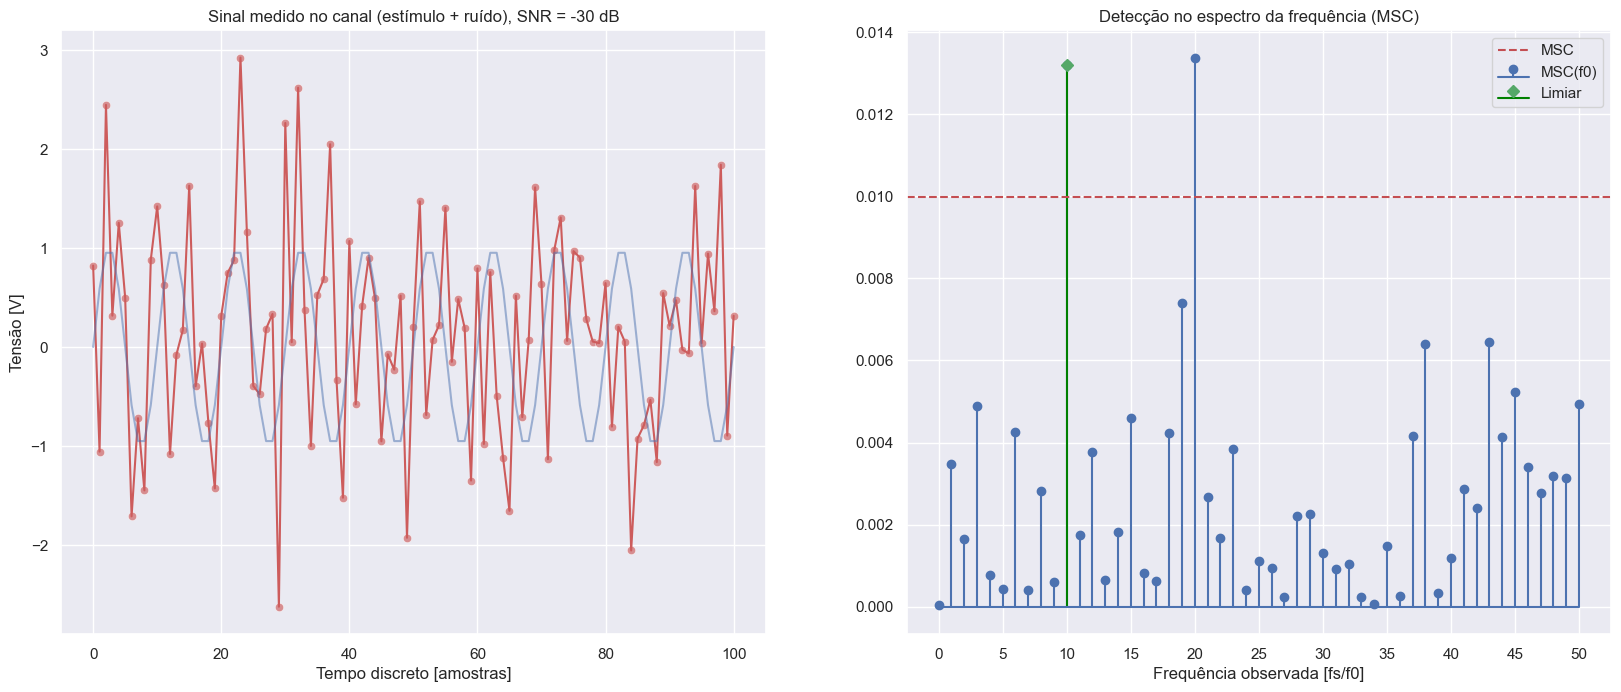 Sinal medido no canal (estímulo + ruído), SNR = -30 dB
3
2
1
0
−1
−2
Tensão [V]
0 20 40 60 80 100
Tempo discreto [amostras]
Detecção no espectro da frequência (MSC)
0.014
0.012
0.010
0.008
0.006
0.004
0.002
0.000
MSC
MSC(f0)
Limiar
0 5 10 15 20 25 30 35 40 45 50
Frequência observada [fs/f0]